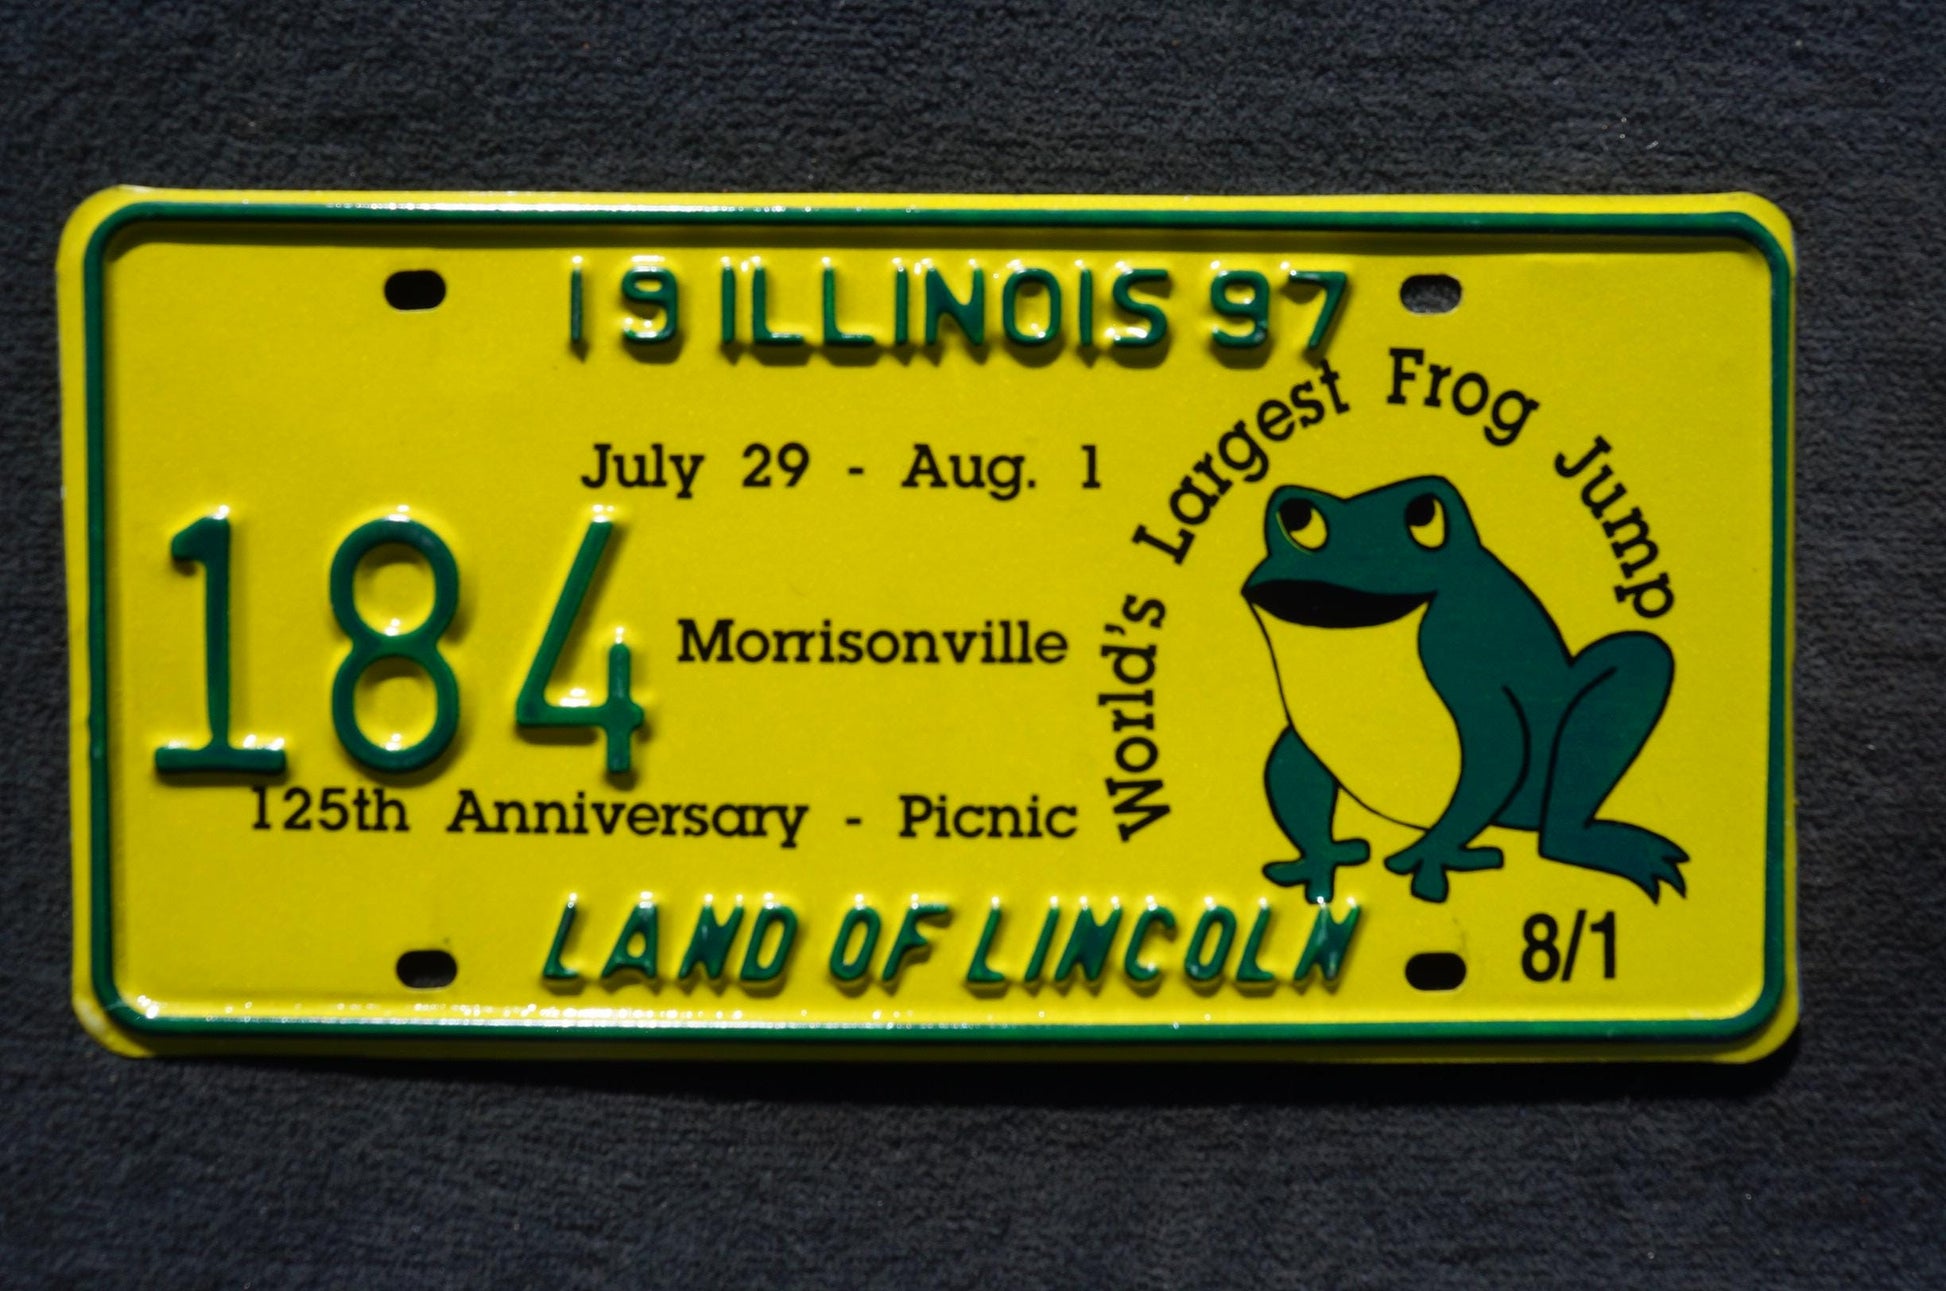 19 ILLINOIS 97
World's Largest Frog Jump
July 29 - Aug. 1
184
Morrisonville
125th Anniversary - Picnic
LAND OF LINCOLN
8/1